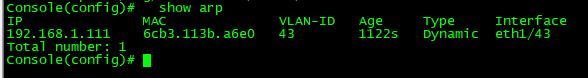 Console(config)# show arp
IP MAC VLAN-ID Age Type Interface
192.168.1.111 6cb3.113b.a6e0 43 1122s Dynamic eth1/43
Total number: 1
Console(config)#